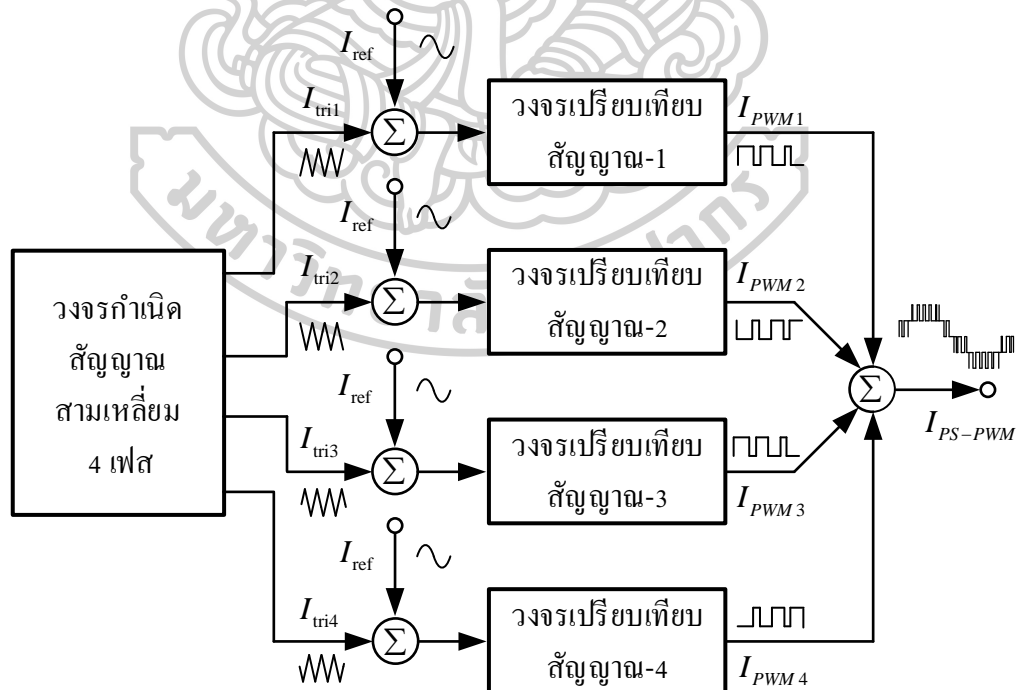 I_ref
I_tri1
Σ
วงจรเปรียบเทียบ
สัญญาณ-1
I_PWM1
I_ref
I_tri2
Σ
วงจรเปรียบเทียบ
สัญญาณ-2
I_PWM2
วงจรกำเนิด
สัญญาณ
สามเหลี่ยม
4 เฟส
Σ
I_PS-PWM
I_ref
I_tri3
Σ
วงจรเปรียบเทียบ
สัญญาณ-3
I_PWM3
I_ref
I_tri4
Σ
วงจรเปรียบเทียบ
สัญญาณ-4
I_PWM4